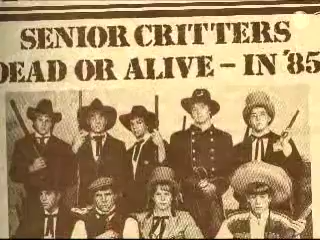 SENIOR CRITTERS
DEAD OR ALIVE - IN '85